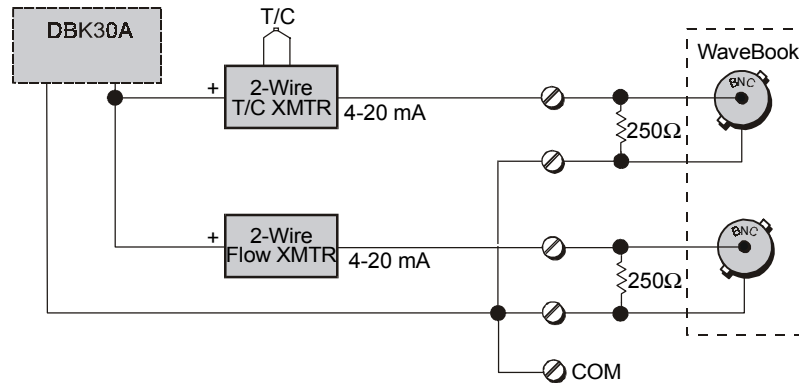 DBK30A
T/C
WaveBook
+
2-Wire
T/C XMTR
4-20 mA
BNC
250Ω
+
2-Wire
Flow XMTR
4-20 mA
BNC
250Ω
COM